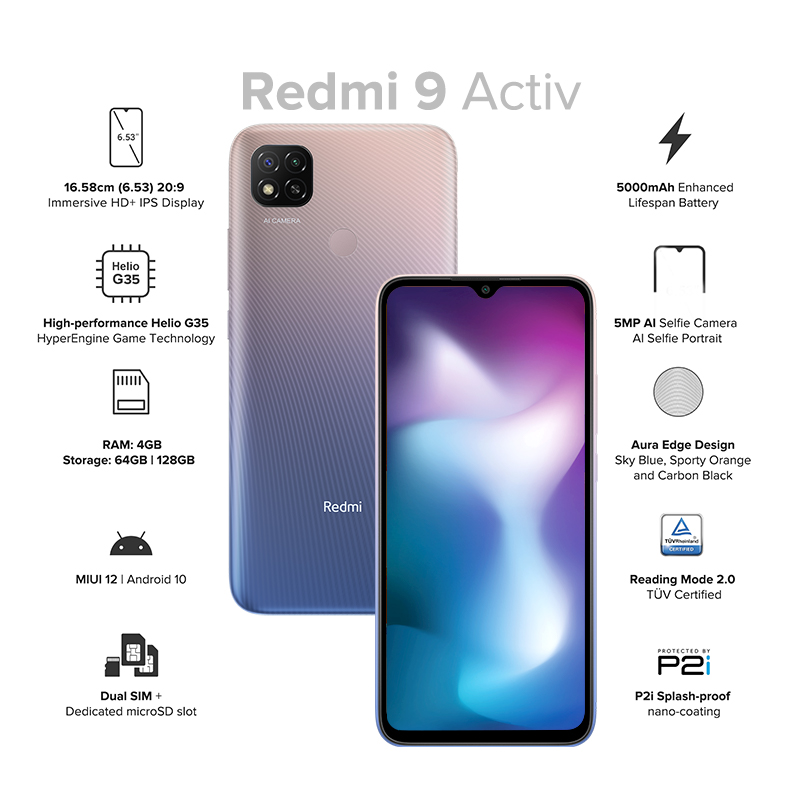 Redmi 9 Activ
6.53"
16.58cm (6.53) 20:9
Immersive HD+ IPS Display
Helio
G35
High-performance Helio G35
HyperEngine Game Technology
RAM: 4GB
Storage: 64GB | 128GB
MIUI 12 | Android 10
Dual SIM +
Dedicated microSD slot
AI CAMERA
Redmi
5000mAh Enhanced
Lifespan Battery
5MP AI Selfie Camera
AI Selfie Portrait
Aura Edge Design
Sky Blue, Sporty Orange
and Carbon Black
TÜVRheinland
CERTIFIED
Reading Mode 2.0
TÜV Certified
PROTECTED BY
P2i
P2i Splash-proof
nano-coating